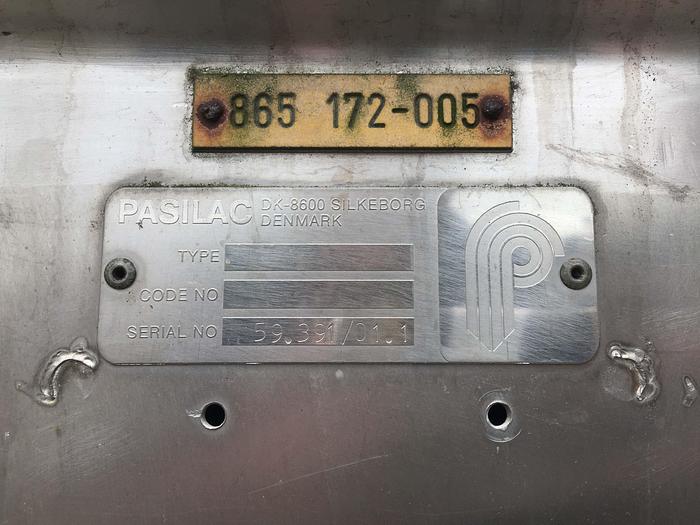 865 172-005
PASILAC DK-8600 SILKEBORG
DENMARK
TYPE
CODE NO
SERIAL NO 59.391/01.1